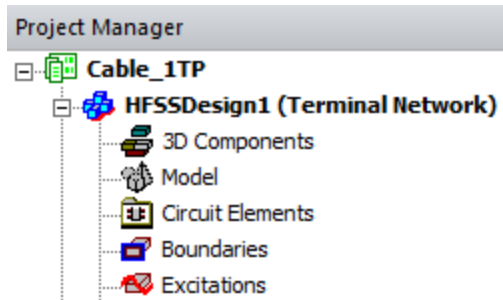 Project Manager
Cable_1TP
HFSSDesign1 (Terminal Network)
3D Components
Model
Circuit Elements
Boundaries
Excitations